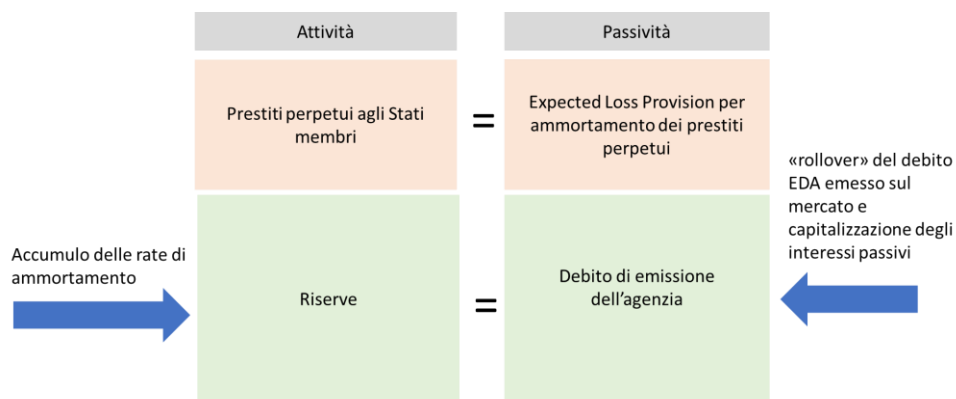 Attività
Passività
Prestiti perpetui agli Stati
membri
=
Expected Loss Provision per
ammortamento dei prestiti
perpetui
«rollover» del debito
EDA emesso sul
mercato e
capitalizzazione degli
interessi passivi
Accumulo delle rate di
ammortamento
Riserve
=
Debito di emissione
dell’agenzia